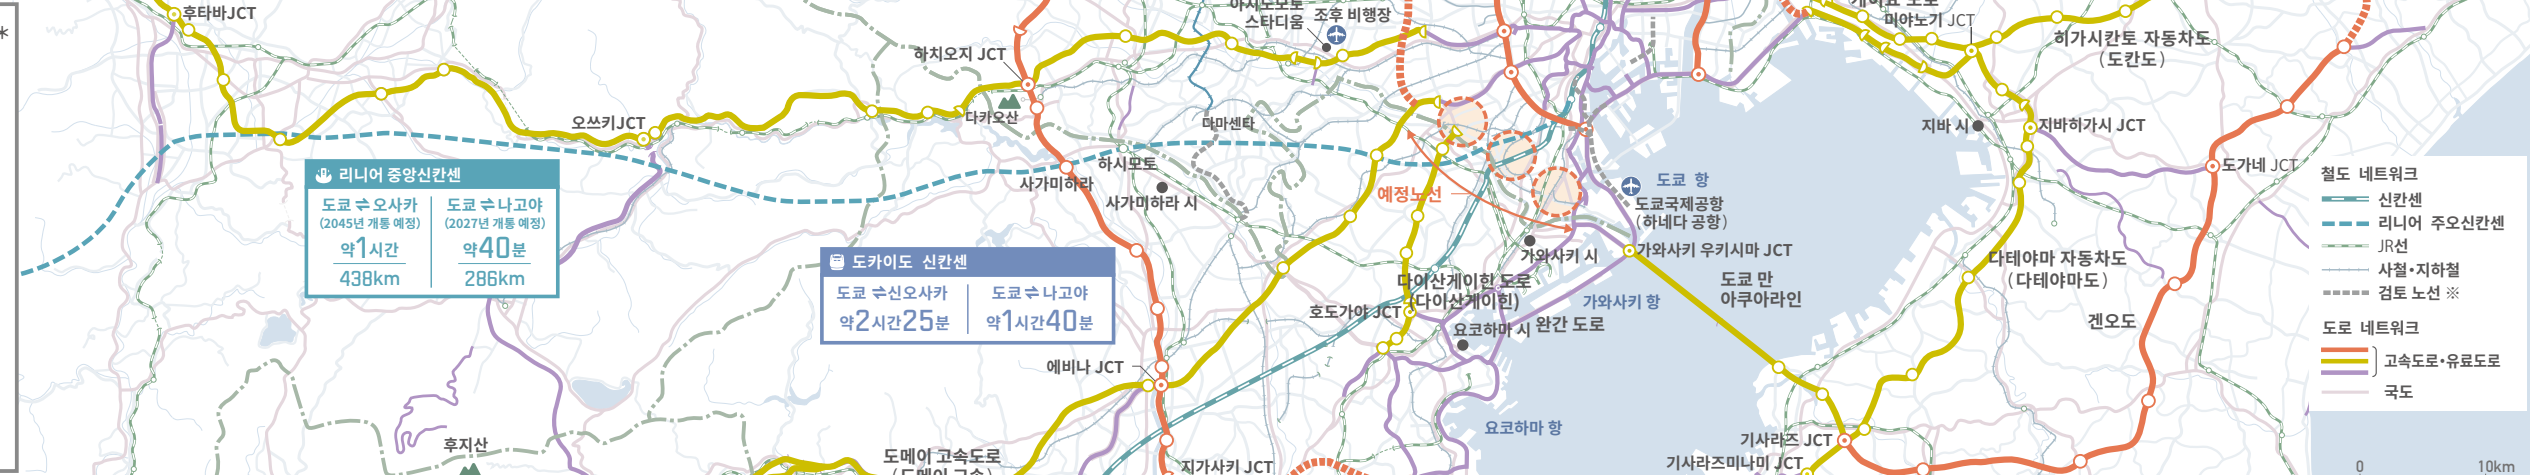 후타바JCT
*
하치오지 JCT
스타디움
조후 비행장
미야노기 JCT
히가시칸토 자동차도
(도칸도)
오쓰키JCT
다카오산
다마센타
지바 시
지바히가시 JCT
하시모토
사가미하라
사가미하라 시
도가네 JCT
예정노선
도쿄 항
도쿄국제공항
(하네다 공항)
가와사키 시
가와사키 우키시마 JCT
리니어 중앙신칸센
도쿄 ⇌ 오사카
(2045년 개통 예정)
약1시간
438km
도쿄 ⇌ 나고야
(2027년 개통 예정)
약40분
286km
도카이도 신칸센
도쿄 ⇌신오사카
약2시간25분
도쿄⇌나고야
약1시간40분
다이산게이힌 도로
(다이산게이힌)
호도가야 JCT
가와사키 항
도쿄 만
아쿠아라인
다테야마 자동차도
(다테야마도)
요코하마 시
완간 도로
겐오도
에비나 JCT
요코하마 항
후지산
도메이 고속도로
(도메이 고속)
지가사키 JCT
기사라즈 JCT
기사라즈미나미 JCT
철도 네트워크
신칸센
리니어 주오신칸센
JR선
사철·지하철
검토 노선 ※
도로 네트워크
고속도로·유료도로
국도
0
10km